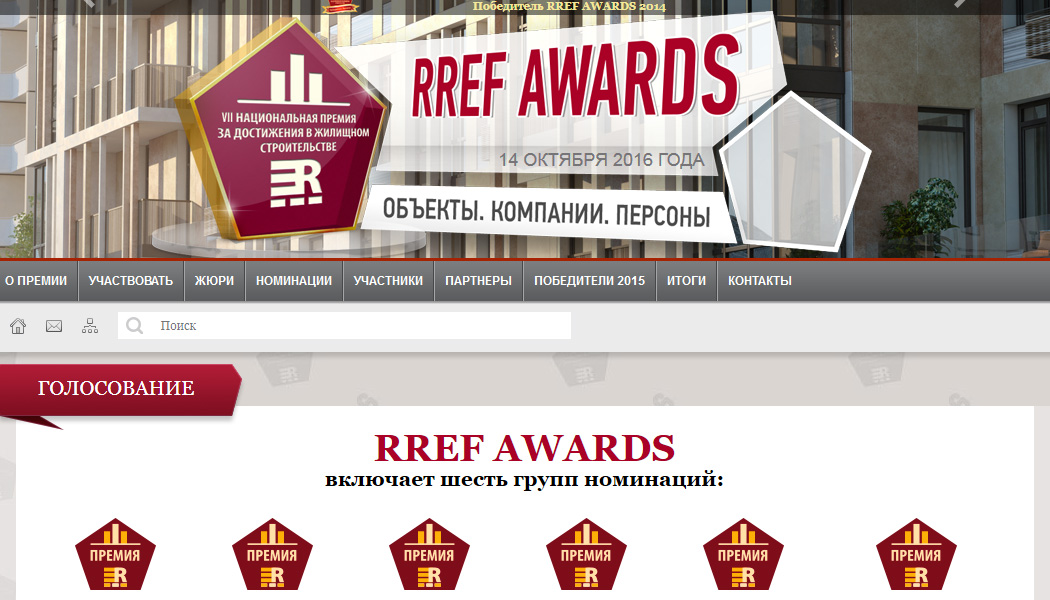 Победитель RREF AWARDS 2014
RREF AWARDS
VII НАЦИОНАЛЬНАЯ ПРЕМИЯ
ЗА ДОСТИЖЕНИЯ В ЖИЛИЩНОМ
СТРОИТЕЛЬСТВЕ
14 ОКТЯБРЯ 2016 ГОДА
ОБЪЕКТЫ. КОМПАНИИ. ПЕРСОНЫ
О ПРЕМИИ УЧАСТВОВАТЬ ЖЮРИ НОМИНАЦИИ УЧАСТНИКИ ПАРТНЕРЫ ПОБЕДИТЕЛИ 2015 ИТОГИ КОНТАКТЫ
Поиск
ГОЛОСОВАНИЕ
RREF AWARDS
включает шесть групп номинаций:
ПРЕМИЯ ПРЕМИЯ ПРЕМИЯ ПРЕМИЯ ПРЕМИЯ ПРЕМИЯ